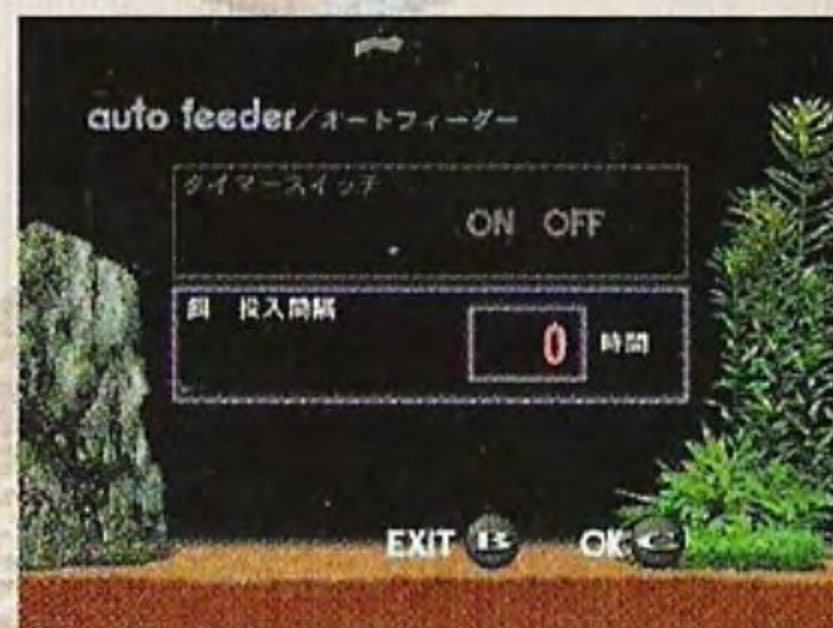 auto feeder/オートフィーダー
タイマースイッチ
ON OFF
餌 投入間隔
0 時間
EXIT B OK C